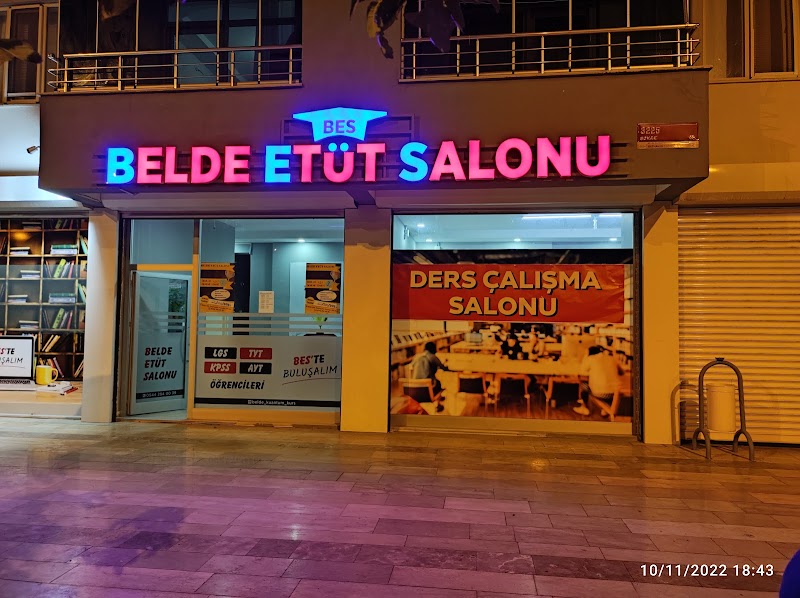 BES
BELDE ETÜT SALONU
3225
DERS ÇALIŞMA
SALONU
BELDE
ETÜT
SALONU
LGS TYT
KPSS AYT
ÖĞRENCİLERİ
BES'TE
BULUŞALIM
BES'TE
BULUŞALIM
10/11/2022 18:43